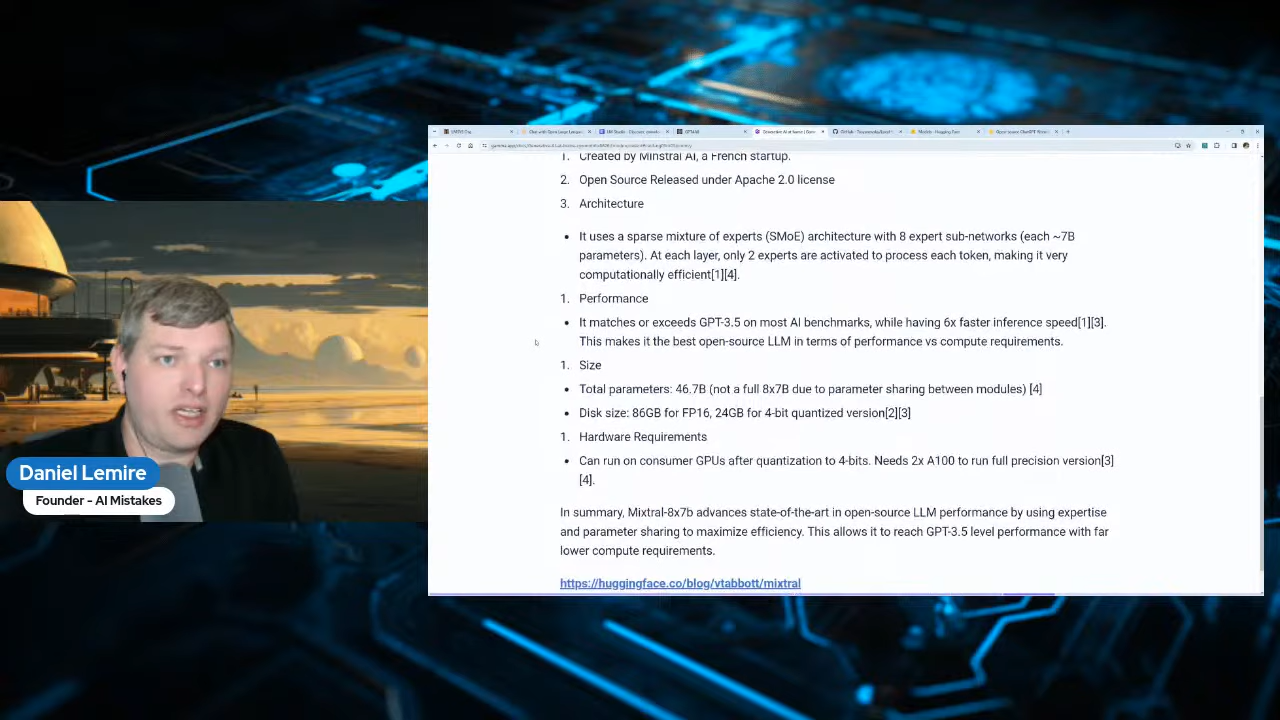 1. Created by Minstral AI, a French startup.
2. Open Source Released under Apache 2.0 license
3. Architecture
• It uses a sparse mixture of experts (SMoE) architecture with 8 expert sub-networks (each ~7B
parameters). At each layer, only 2 experts are activated to process each token, making it very
computationally efficient[1][4].
1. Performance
• It matches or exceeds GPT-3.5 on most AI benchmarks, while having 6x faster inference speed[1][3].
This makes it the best open-source LLM in terms of performance vs compute requirements.
1. Size
• Total parameters: 46.7B (not a full 8x7B due to parameter sharing between modules) [4]
• Disk size: 86GB for FP16, 24GB for 4-bit quantized version[2][3]
1. Hardware Requirements
• Can run on consumer GPUs after quantization to 4-bits. Needs 2x A100 to run full precision version[3]
[4].
In summary, Mixtral-8x7b advances state-of-the-art in open-source LLM performance by using expertise
and parameter sharing to maximize efficiency. This allows it to reach GPT-3.5 level performance with far
lower compute requirements.
https://huggingface.co/blog/vtabbott/mixtral
Daniel Lemire
Founder - AI Mistakes